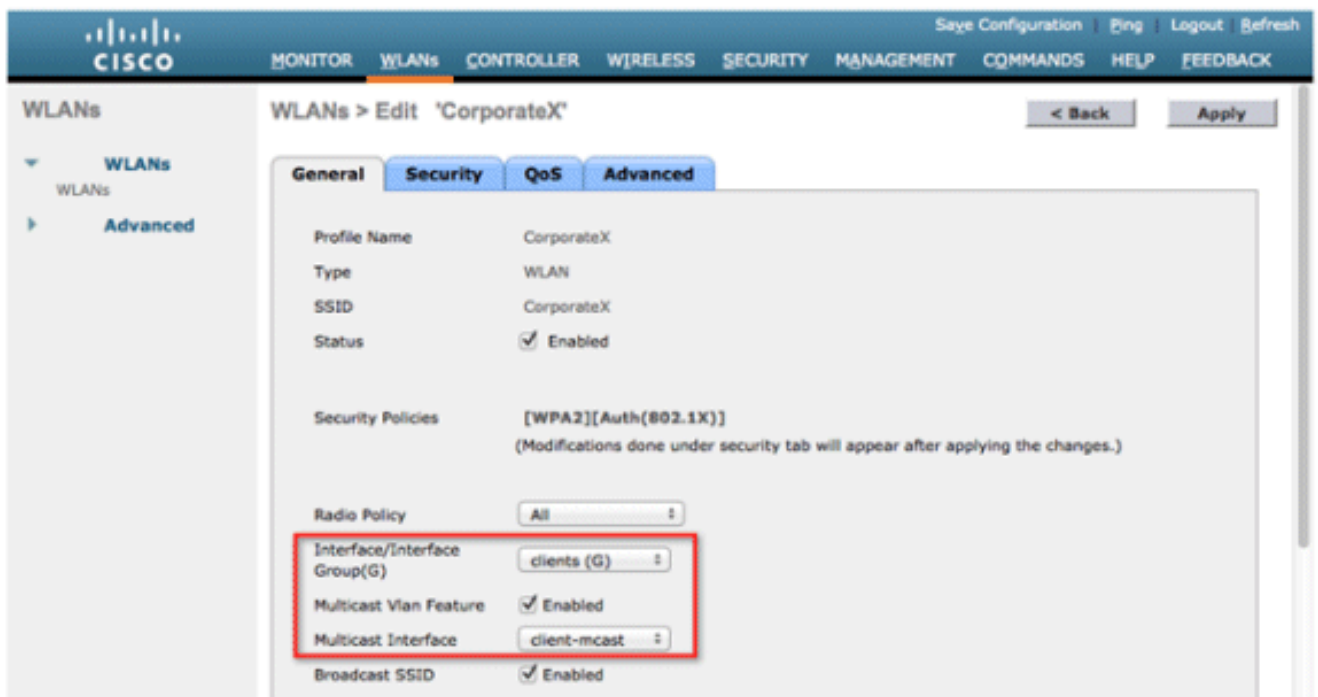 Save Configuration | Ping | Logout | Refresh
CISCO
MONITOR WLANs CONTROLLER WIRELESS SECURITY MANAGEMENT COMMANDS HELP FEEDBACK
WLANs
WLANs > Edit 'CorporateX'
< Back
Apply
WLANs
WLANs
Advanced
General Security QoS Advanced
Profile Name CorporateX
Type WLAN
SSID CorporateX
Status Enabled
Security Policies [WPA2][Auth(802.1X)]
(Modifications done under security tab will appear after applying the changes.)
Radio Policy All
Interface/Interface
Group(G) clients (G)
Multicast Vlan Feature Enabled
Multicast Interface client-mcast
Broadcast SSID Enabled